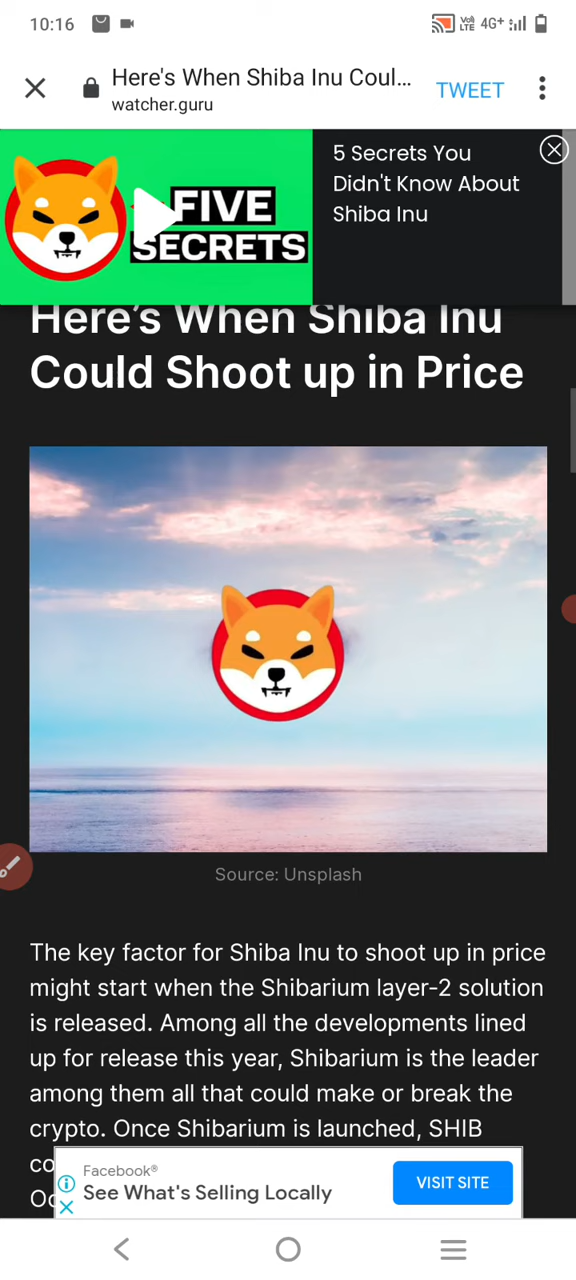 10:16
Vo) LTE 4G+
Here's When Shiba Inu Coul...
watcher.guru
TWEET
FIVE
SECRETS
5 Secrets You
Didn't Know About
Shiba Inu
Here's When Shiba Inu
Could Shoot up in Price
Source: Unsplash
The key factor for Shiba Inu to shoot up in price
might start when the Shibarium layer-2 solution
is released. Among all the developments lined
up for release this year, Shibarium is the leader
among them all that could make or break the
crypto. Once Shibarium is launched, SHIB
co
Facebook®
See What's Selling Locally
VISIT SITE